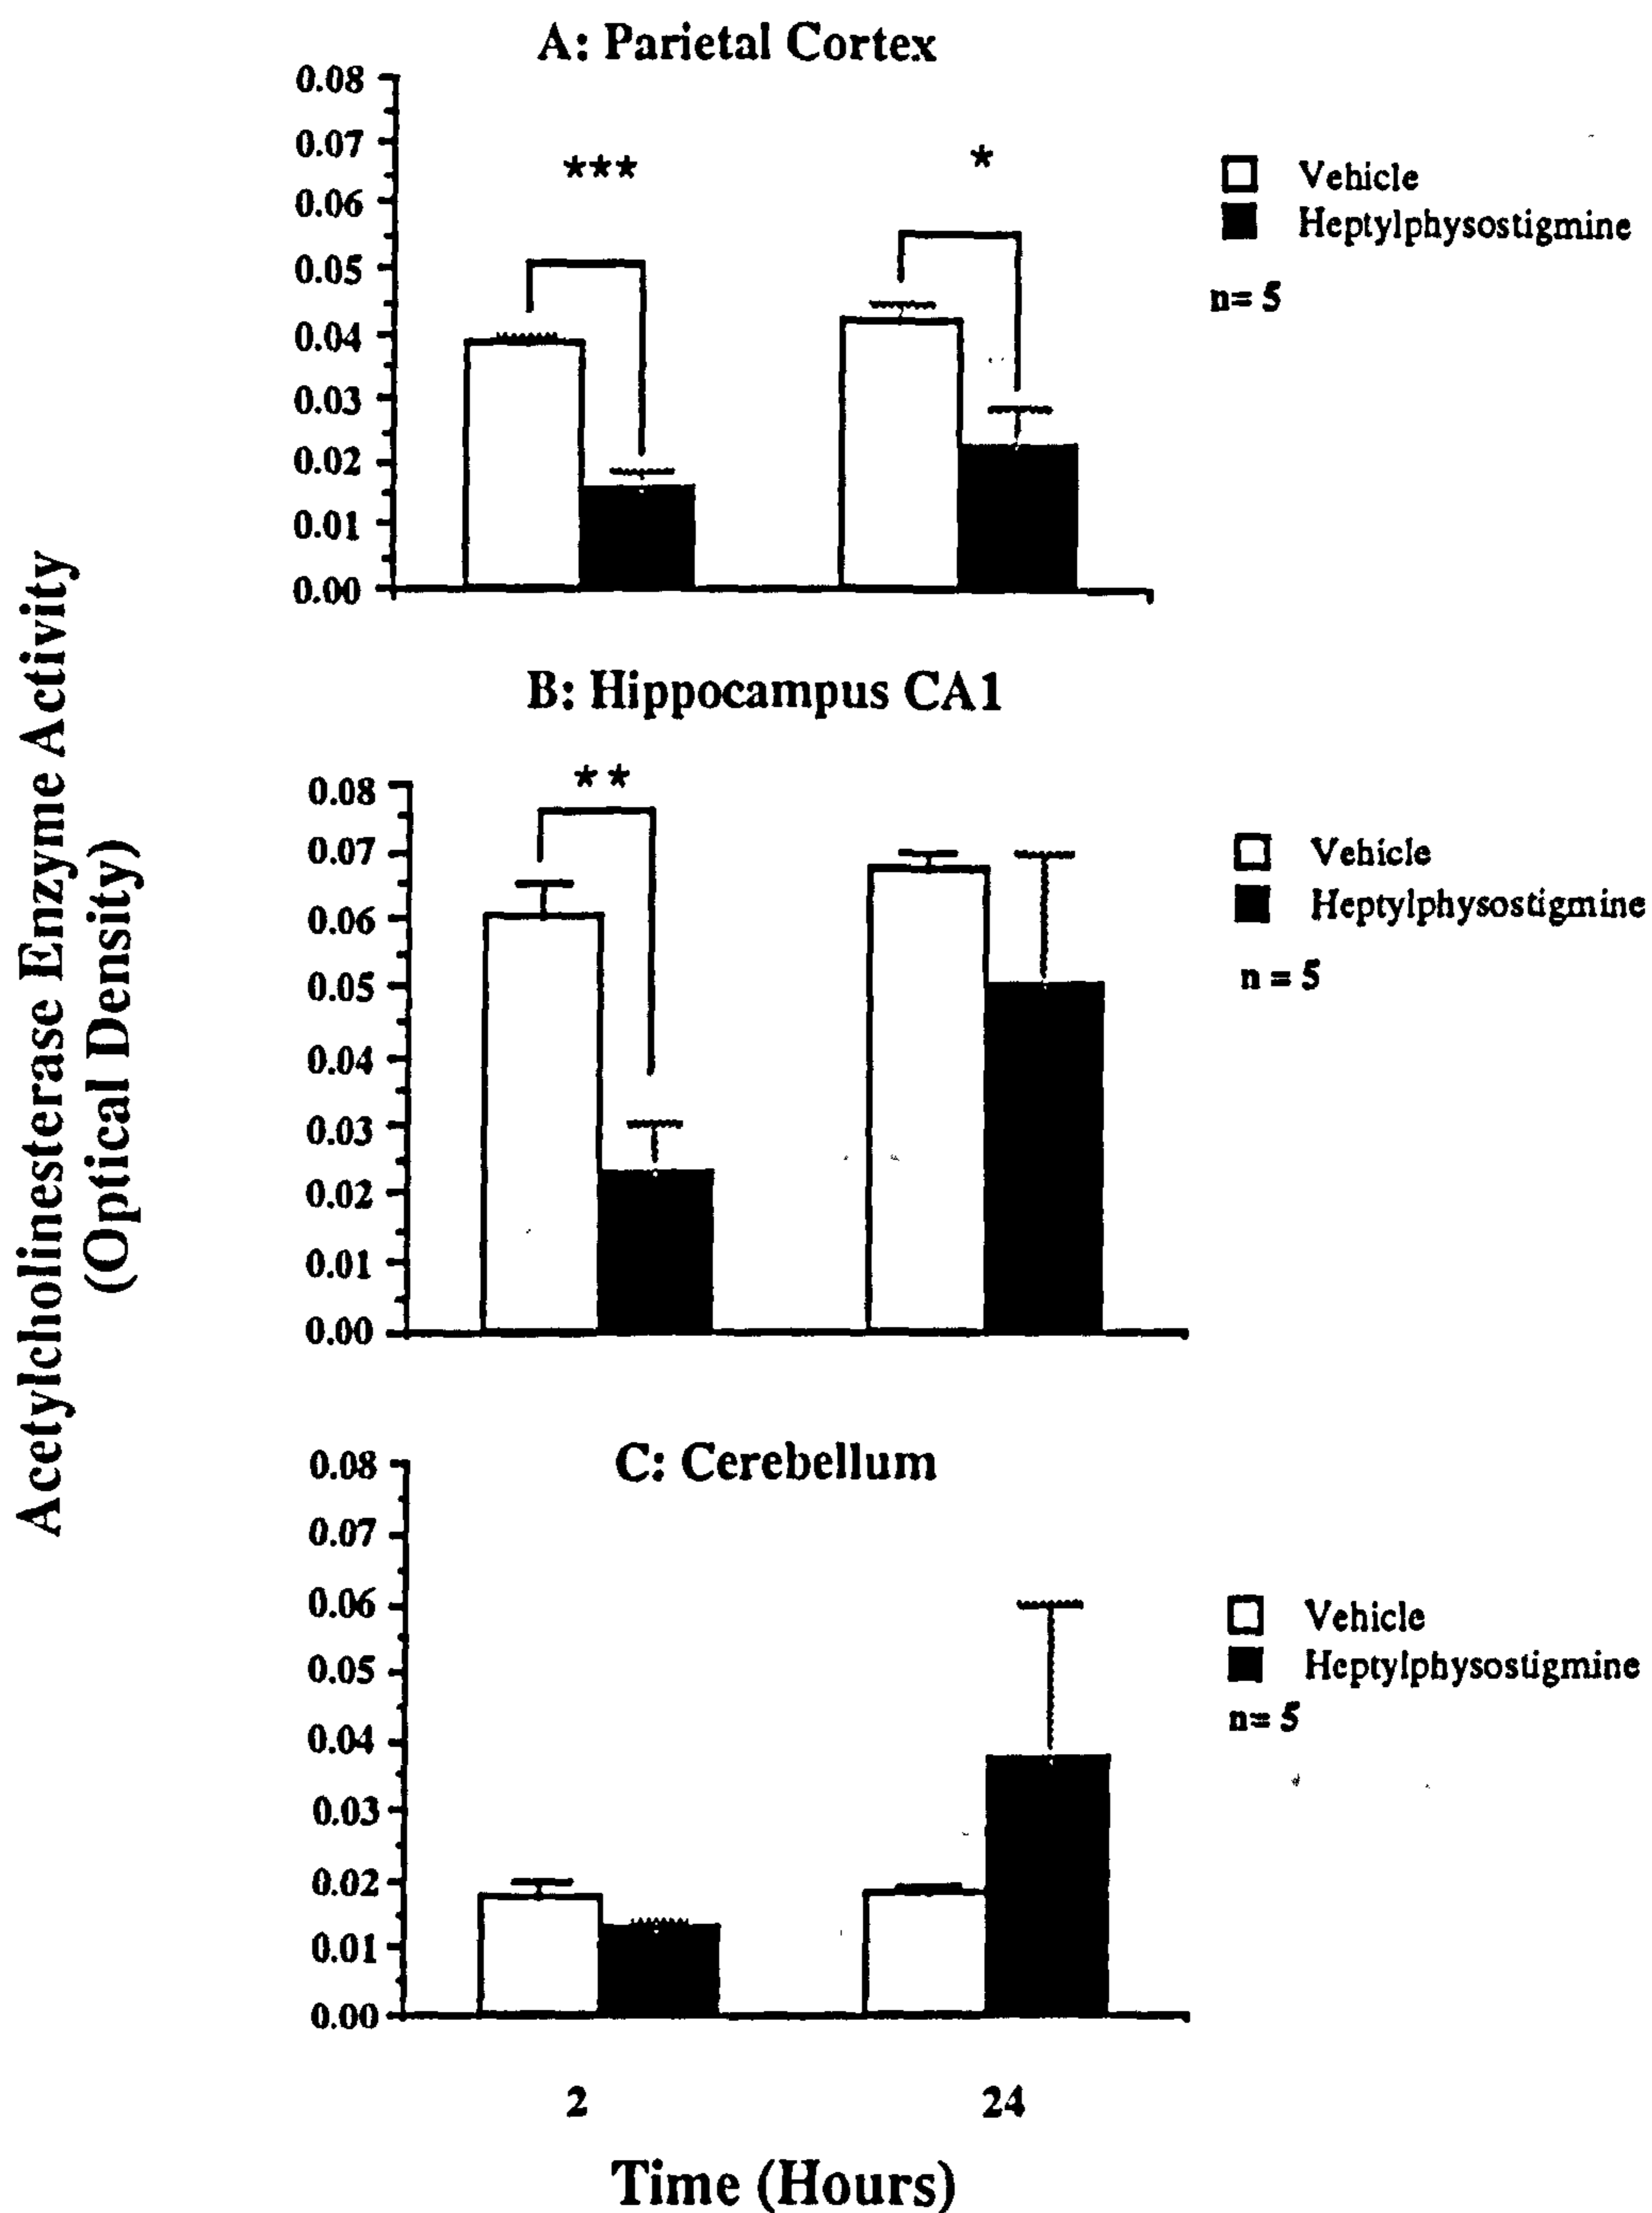 A: Parietal Cortex
0.08
0.07
0.06
0.05
0.04
0.03
0.02
0.01
0.00
***
*
Vehicle
Heptylphysostigmine
n= 5
B: Hippocampus CA1
0.08
0.07
0.06
0.05
0.04
0.03
0.02
0.01
0.00
**
Vehicle
Heptylphysostigmine
n = 5
C: Cerebellum
0.08
0.07
0.06
0.05
0.04
0.03
0.02
0.01
0.00
Vehicle
Heptylphysostigmine
n= 5
2 24
Time (Hours)
Acetylcholinesterase Enzyme Activity
(Optical Density)